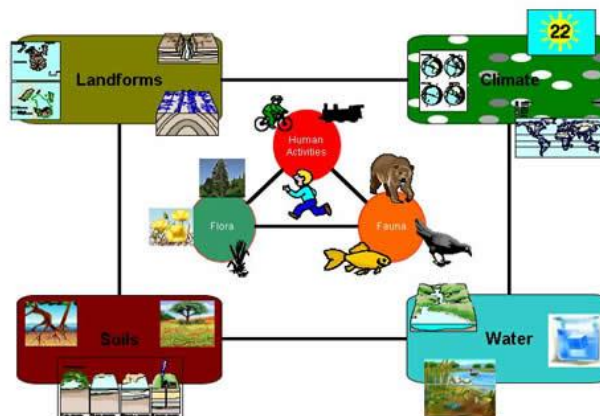 22
Landforms
Climate
Human
Activities
Flora
Fauna
Soils
Water